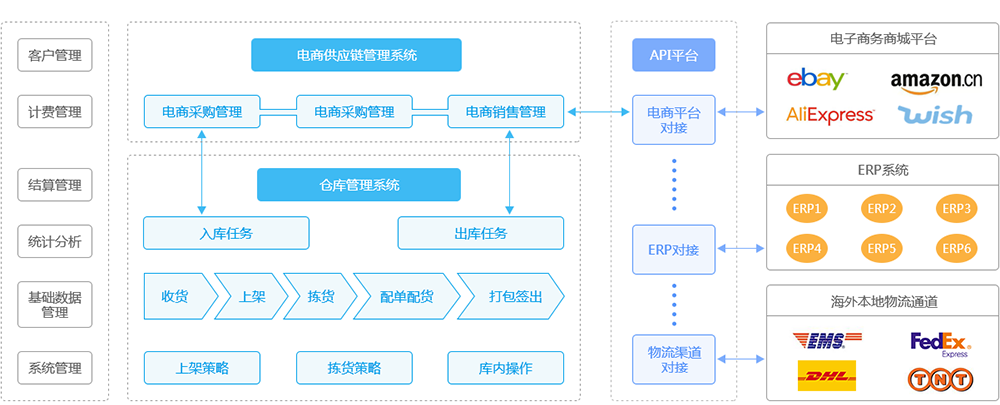 客户管理
计费管理
结算管理
统计分析
基础数据
管理
系统管理
电商供应链管理系统
电商采购管理
电商采购管理
电商销售管理
仓库管理系统
入库任务
出库任务
收货
上架
拣货
配单配货
打包签出
上架策略
拣货策略
库内操作
API平台
电商平台
对接
ERP对接
物流渠道
对接
电子商务商城平台
ebay
amazon.cn
AliExpress
wish
ERP系统
ERP1
ERP2
ERP3
ERP4
ERP5
ERP6
海外本地物流通道
EMS
FedEx
Express
DHL
TNT